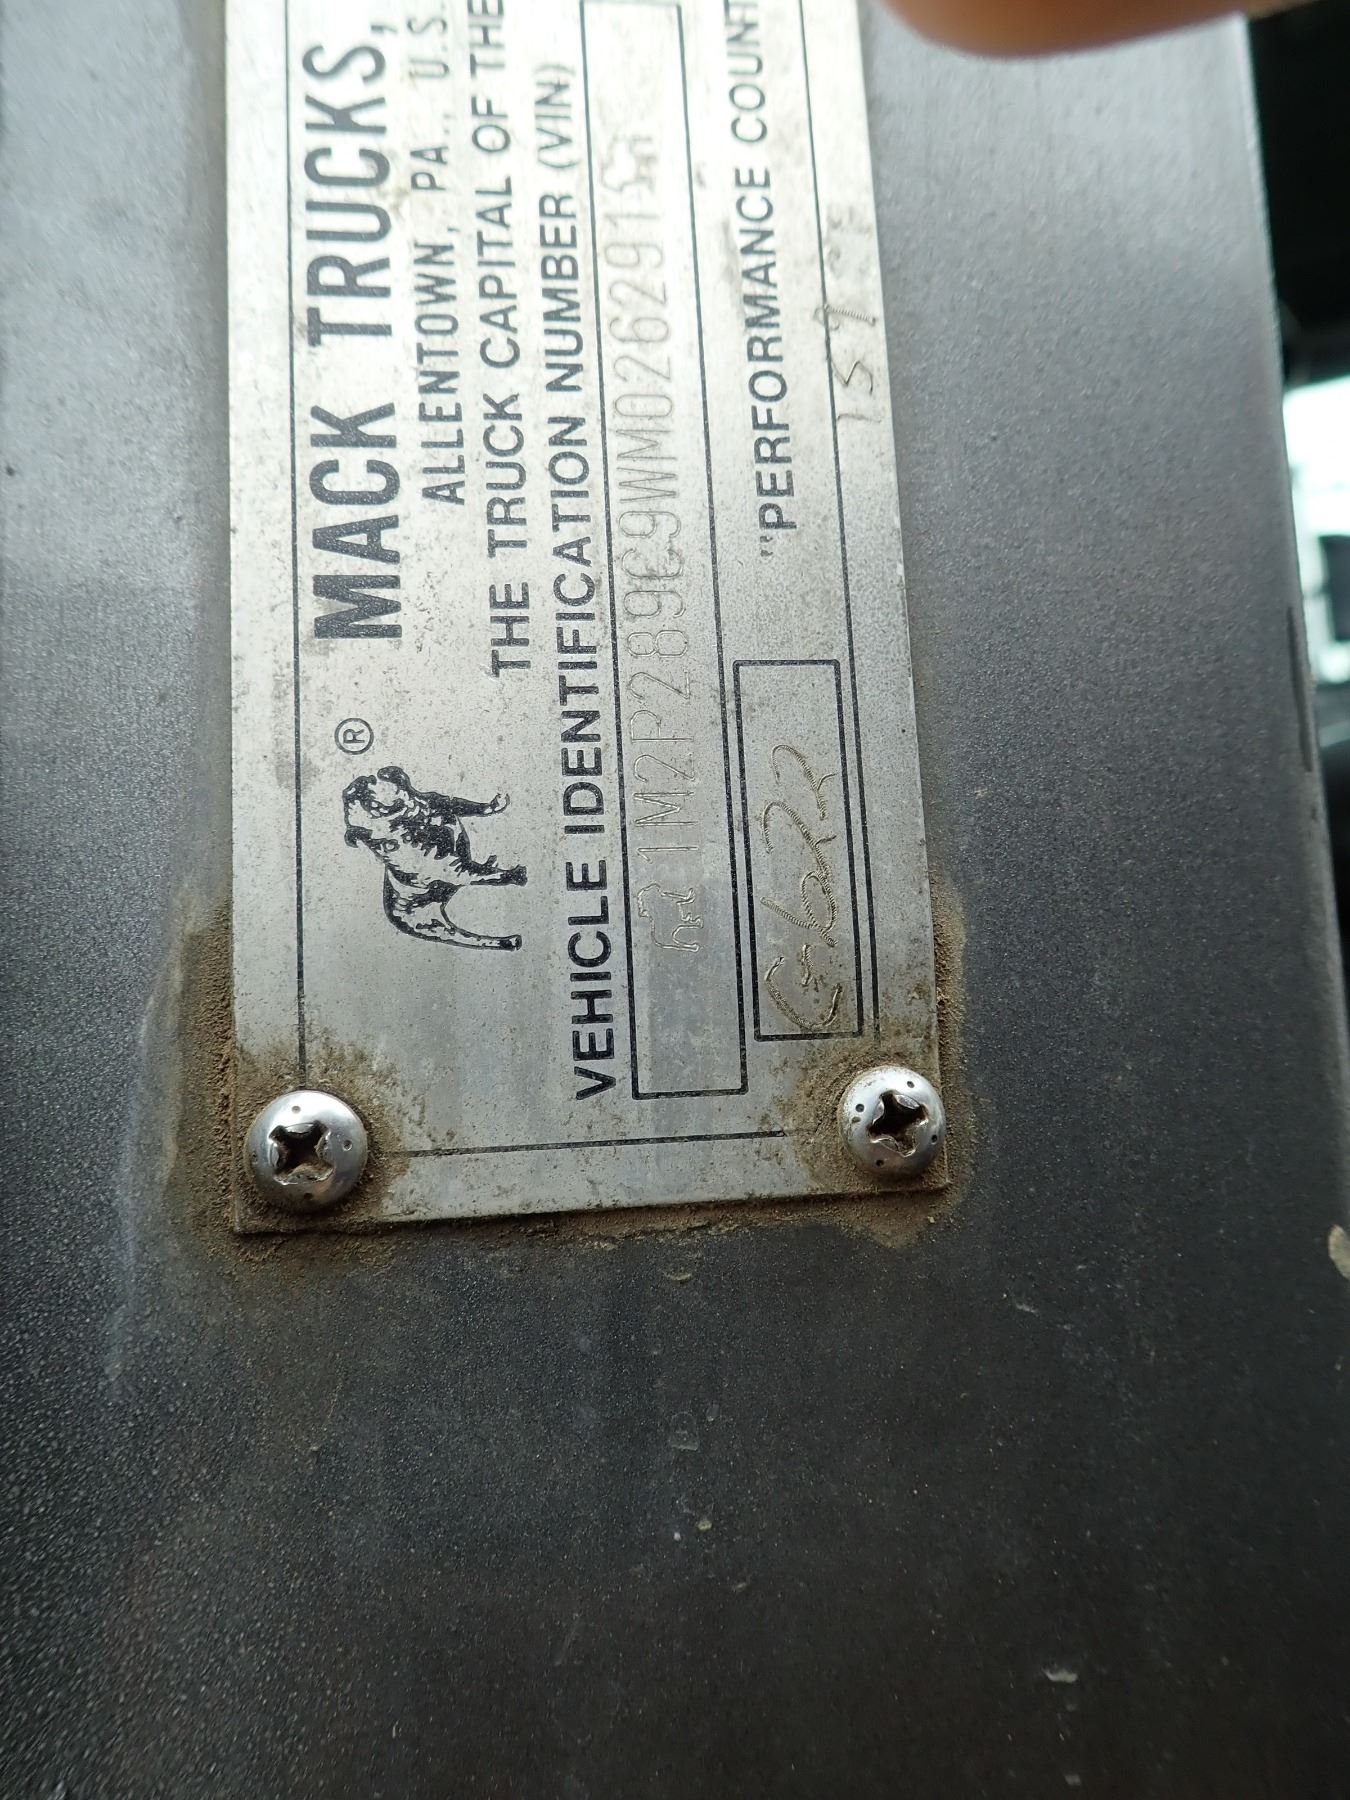 MACK TRUCKS,
ALLENTOWN, PA., U.S.
THE TRUCK CAPITAL OF THE
VEHICLE IDENTIFICATION NUMBER (VIN)
1M2P289C9WM026291
"PERFORMANCE COUNT